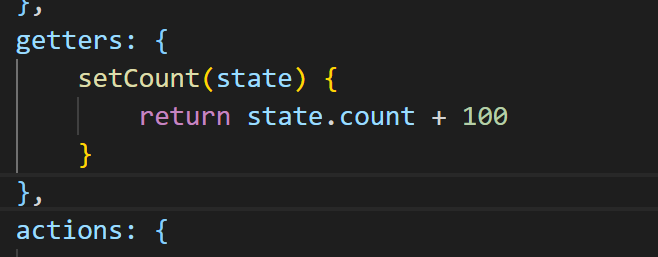 },
getters: {
    setCount(state) {
        return state.count + 100
    }
},
actions: {